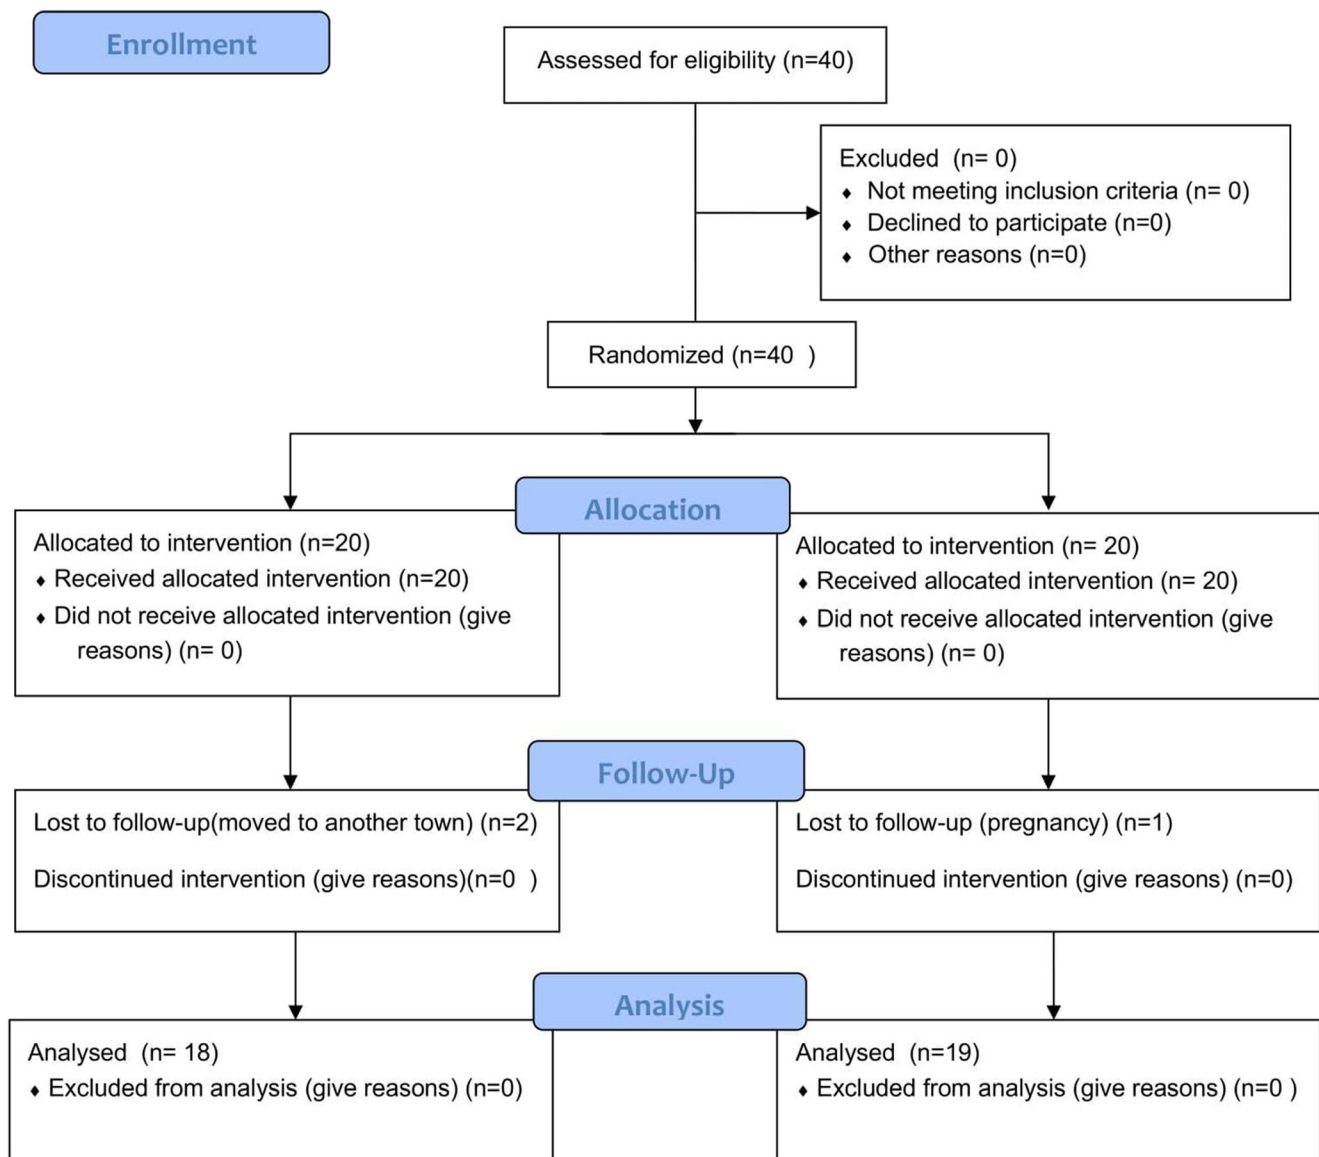 Enrollment
Assessed for eligibility (n=40)
Excluded (n= 0)
♦ Not meeting inclusion criteria (n= 0)
♦ Declined to participate (n=0)
♦ Other reasons (n=0)
Randomized (n=40 )
Allocation
Allocated to intervention (n=20)
♦ Received allocated intervention (n=20)
♦ Did not receive allocated intervention (give
reasons) (n= 0)
Allocated to intervention (n= 20)
♦ Received allocated intervention (n= 20)
♦ Did not receive allocated intervention (give
reasons) (n= 0)
Follow-Up
Lost to follow-up(moved to another town) (n=2)
Discontinued intervention (give reasons)(n=0 )
Lost to follow-up (pregnancy) (n=1)
Discontinued intervention (give reasons) (n=0)
Analysis
Analysed (n= 18)
♦ Excluded from analysis (give reasons) (n=0)
Analysed (n=19)
♦ Excluded from analysis (give reasons) (n=0 )